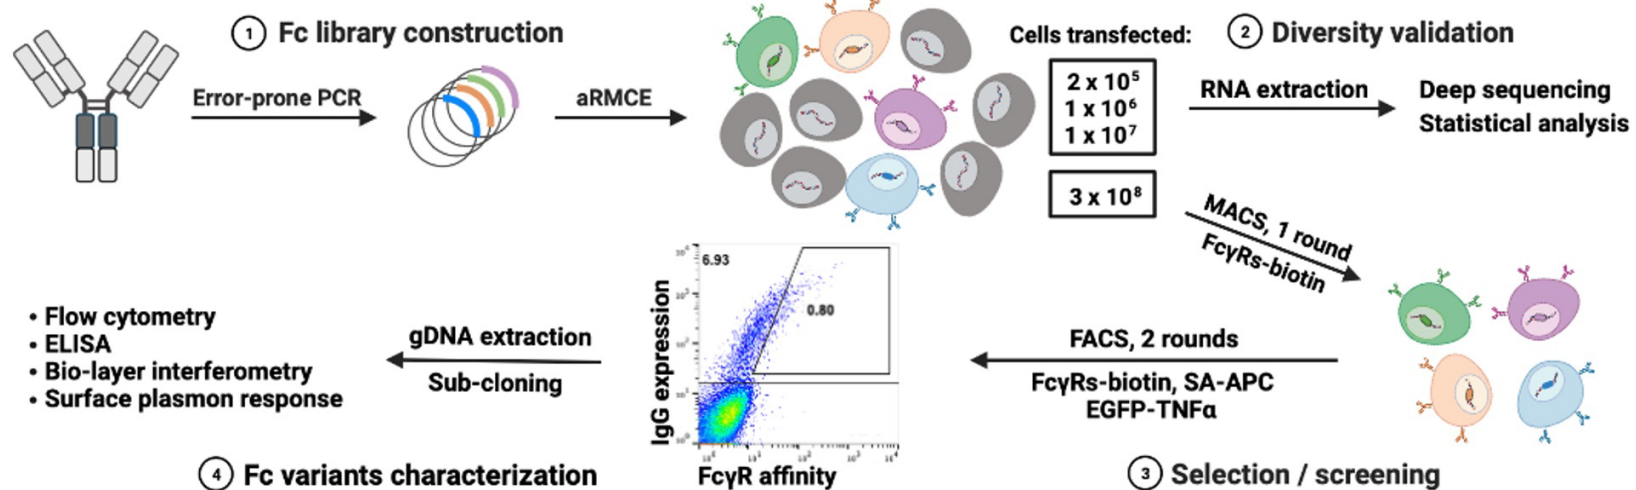 1 Fc library construction
Error-prone PCR
aRMCE
Cells transfected:
2 x 10⁵
1 x 10⁶
1 x 10⁷
3 x 10⁸
2 Diversity validation
RNA extraction
Deep sequencing
Statistical analysis
MACS, 1 round
FcγRs-biotin
FACS, 2 rounds
FcγRs-biotin, SA-APC
EGFP-TNFα
3 Selection / screening
6.93
0.80
IgG expression
FcγR affinity
gDNA extraction
Sub-cloning
• Flow cytometry
• ELISA
• Bio-layer interferometry
• Surface plasmon response
4 Fc variants characterization